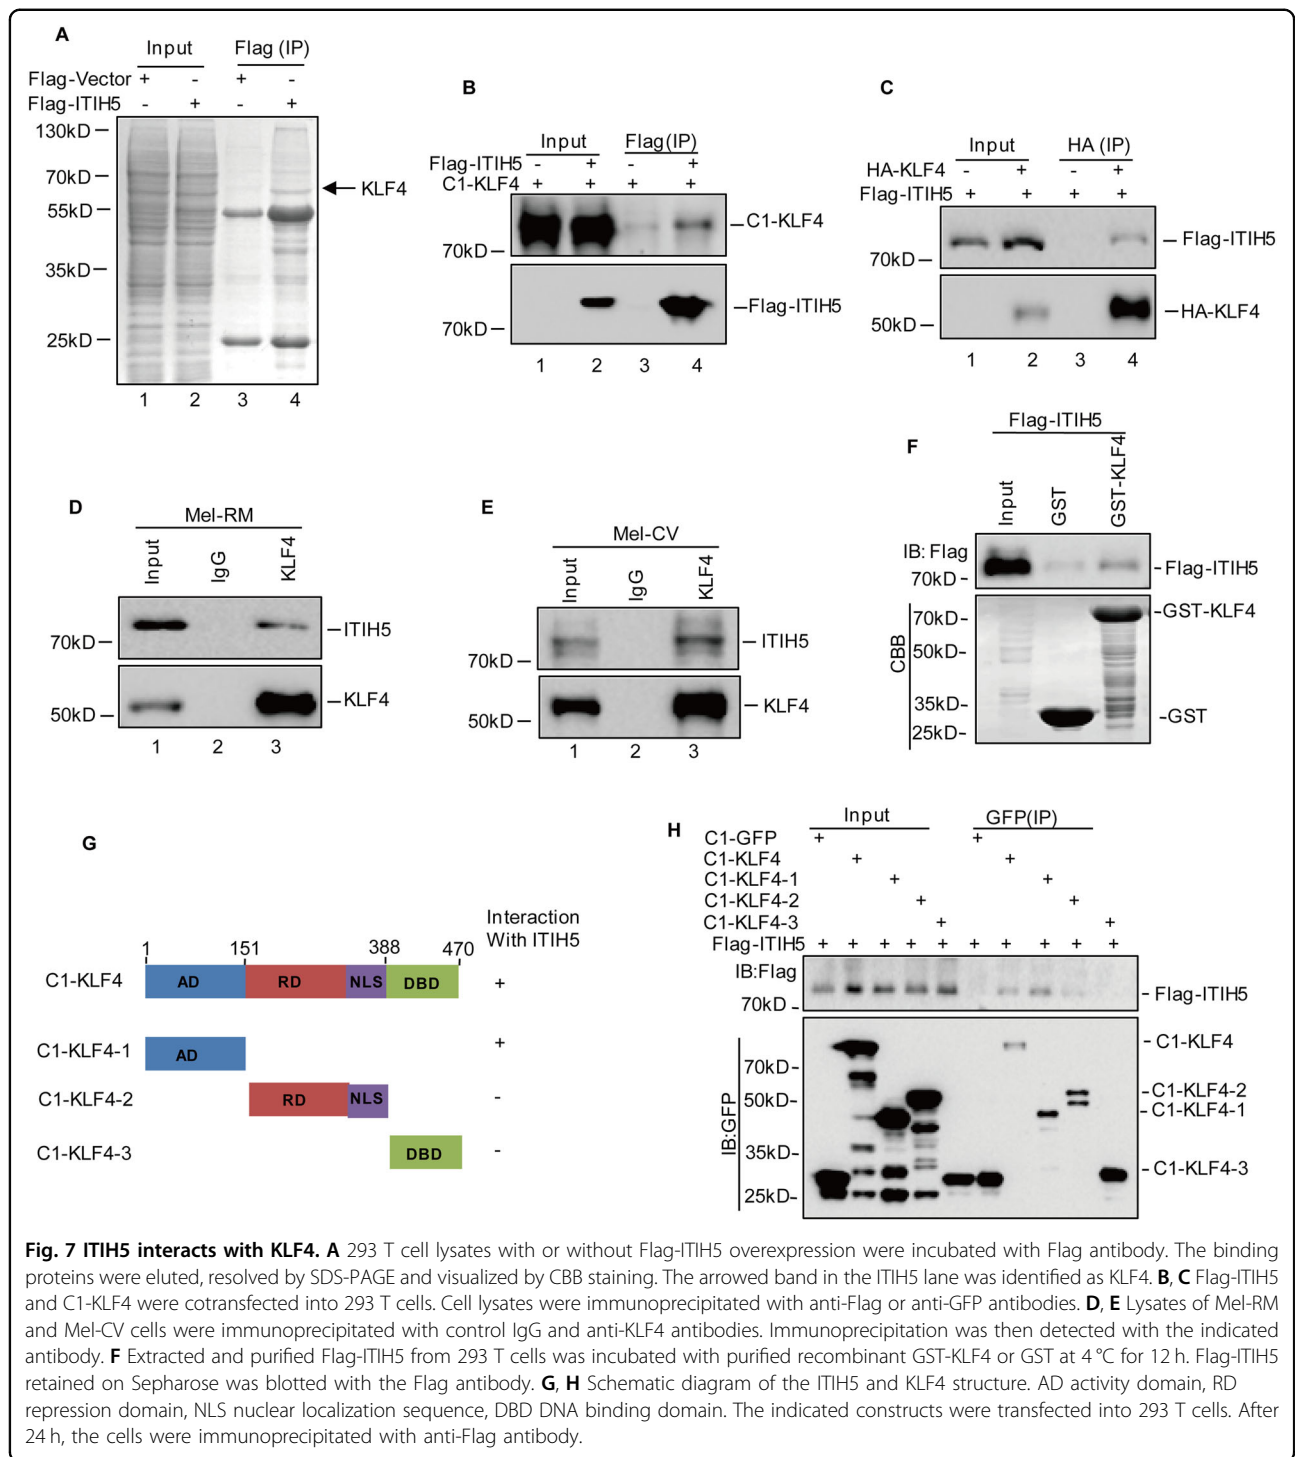 A
Input Flag (IP)
Flag-Vector + - + -
Flag-ITIH5 - + - +
130kD
70kD
KLF4
55kD
35kD
25kD
1 2 3 4
B
Input Flag(IP)
Flag-ITIH5 - + - +
C1-KLF4 + + + +
C1-KLF4
70kD
Flag-ITIH5
70kD
1 2 3 4
C
Input HA (IP)
HA-KLF4 - + - +
Flag-ITIH5 + + + +
Flag-ITIH5
70kD
HA-KLF4
50kD
1 2 3 4
D
Mel-RM
Input IgG KLF4
ITIH5
70kD
KLF4
50kD
1 2 3
E
Mel-CV
Input IgG KLF4
ITIH5
70kD
KLF4
50kD
1 2 3
F
Flag-ITIH5
Input GST GST-KLF4
IB: Flag
Flag-ITIH5
70kD
CBB
GST-KLF4
70kD
50kD
35kD
GST
25kD
G
Interaction
With ITIH5
1 151 388 470
C1-KLF4 AD RD NLS DBD +
C1-KLF4-1 AD +
C1-KLF4-2 RD NLS -
C1-KLF4-3 DBD -
H
Input GFP(IP)
C1-GFP + +
C1-KLF4 + +
C1-KLF4-1 + +
C1-KLF4-2 + +
C1-KLF4-3 + +
Flag-ITIH5 + + + + + + + + + +
IB:Flag
Flag-ITIH5
70kD
IB:GFP
C1-KLF4
70kD
C1-KLF4-2
50kD
C1-KLF4-1
35kD
C1-KLF4-3
25kD
Fig. 7 ITIH5 interacts with KLF4. A 293 T cell lysates with or without Flag-ITIH5 overexpression were incubated with Flag antibody. The binding
proteins were eluted, resolved by SDS-PAGE and visualized by CBB staining. The arrowed band in the ITIH5 lane was identified as KLF4. B, C Flag-ITIH5
and C1-KLF4 were cotransfected into 293 T cells. Cell lysates were immunoprecipitated with anti-Flag or anti-GFP antibodies. D, E Lysates of Mel-RM
and Mel-CV cells were immunoprecipitated with control IgG and anti-KLF4 antibodies. Immunoprecipitation was then detected with the indicated
antibody. F Extracted and purified Flag-ITIH5 from 293 T cells was incubated with purified recombinant GST-KLF4 or GST at 4 °C for 12 h. Flag-ITIH5
retained on Sepharose was blotted with the Flag antibody. G, H Schematic diagram of the ITIH5 and KLF4 structure. AD activity domain, RD
repression domain, NLS nuclear localization sequence, DBD DNA binding domain. The indicated constructs were transfected into 293 T cells. After
24 h, the cells were immunoprecipitated with anti-Flag antibody.